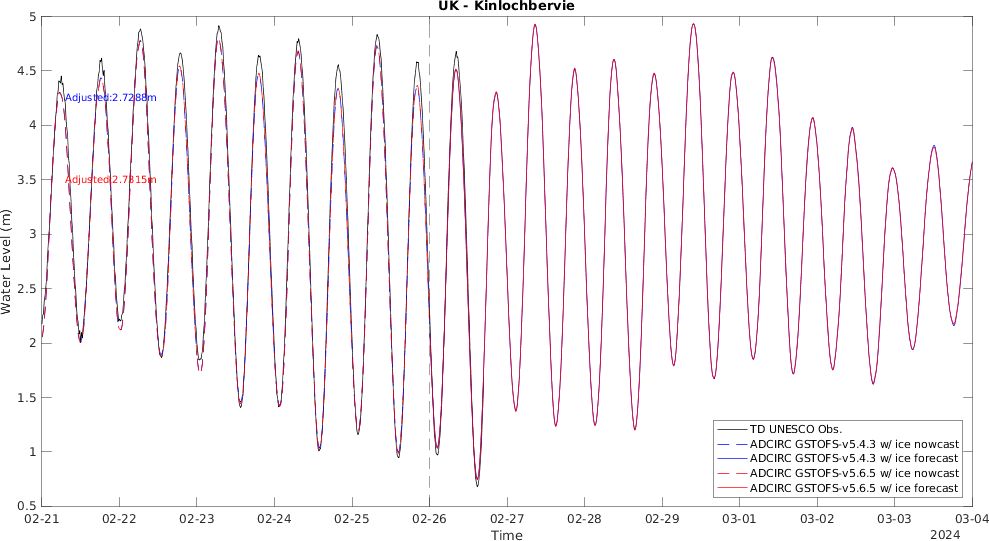 UK - Kinlochbervie
5
4.5
4
3.5
3
2.5
2
1.5
1
0.5
Water Level (m)
Adjusted:2.7288m
Adjusted:2.7315m
TD UNESCO Obs.
ADCIRC GSTOFS-v5.4.3 w/ ice nowcast
ADCIRC GSTOFS-v5.4.3 w/ ice forecast
ADCIRC GSTOFS-v5.6.5 w/ ice nowcast
ADCIRC GSTOFS-v5.6.5 w/ ice forecast
02-21 02-22 02-23 02-24 02-25 02-26 02-27 02-28 02-29 03-01 03-02 03-03 03-04
Time
2024